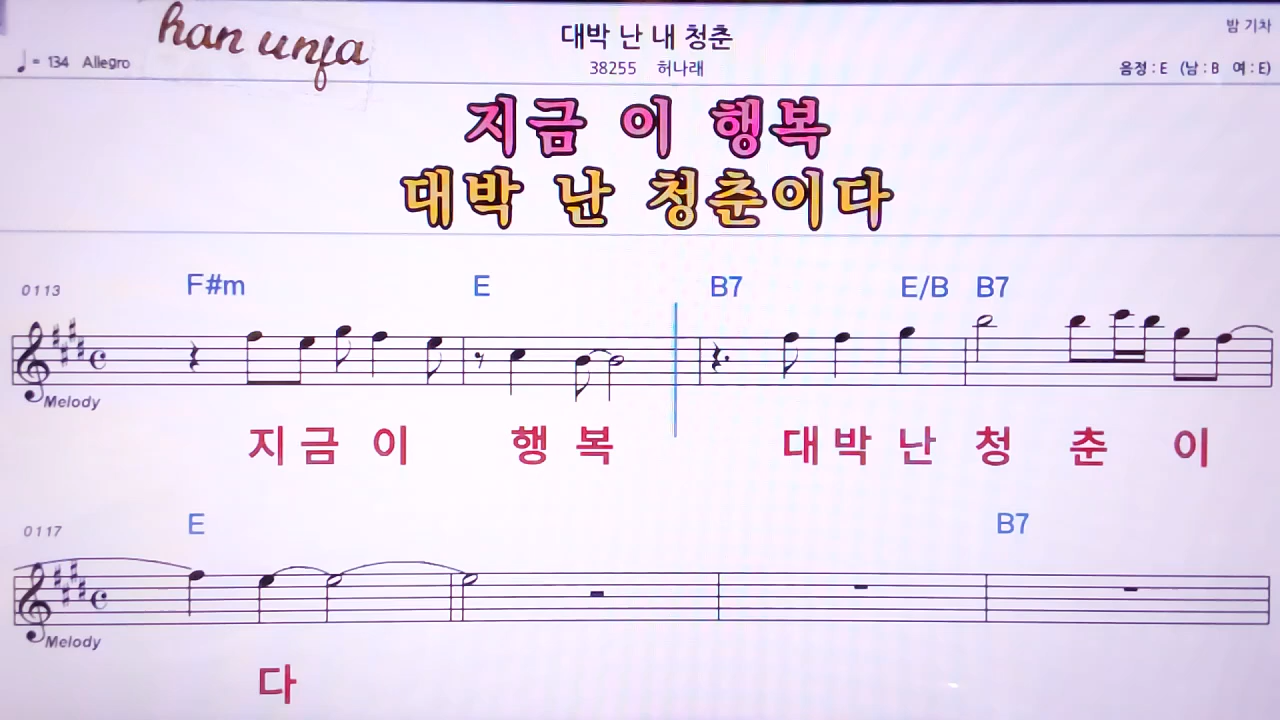 han unja
대박 난 내 청춘
밤 기차
♩ = 134 Allegro
38255 허나래
음정 : E (남 : B 여 : E)
지금 이 행복
대박 난 청춘이다
0113 F#m E B7 E/B B7
Melody
지 금 이 행 복 대 박 난 청 춘 이
0117 E B7
Melody
다